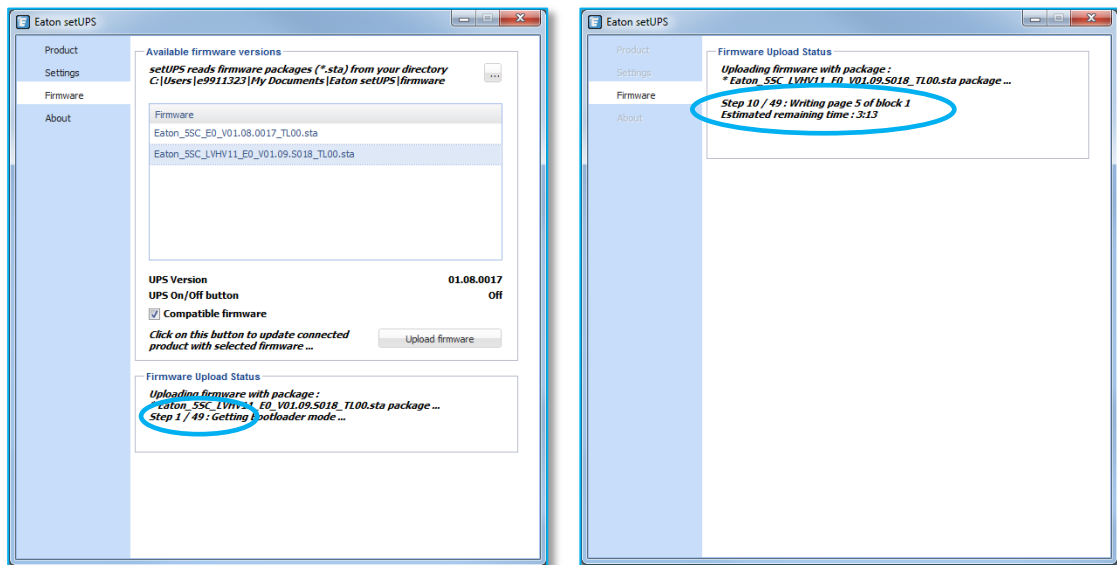 Eaton setUPS
Product
Settings
Firmware
About
Available firmware versions
setUPS reads firmware packages (*.sta) from your directory
C:|Users|e9911323|My Documents|Eaton setUPS|firmware
...
Firmware
Eaton_5SC_E0_V01.08.0017_TL00.sta
Eaton_5SC_LVHV11_E0_V01.09.S018_TL00.sta
UPS Version 01.08.0017
UPS On/Off button Off
Compatible firmware
Click on this button to update connected
product with selected firmware ...
Upload firmware
Firmware Upload Status
Uploading firmware with package :
* Eaton_5SC_LVHV11_E0_V01.09.S018_TL00.sta package ...
Step 1 / 49 : Getting bootloader mode ...
Eaton setUPS
Product
Settings
Firmware
About
Firmware Upload Status
Uploading firmware with package :
* Eaton_5SC_LVHV11_E0_V01.09.S018_TL00.sta package ...
Step 10 / 49 : Writing page 5 of block 1
Estimated remaining time : 3:13